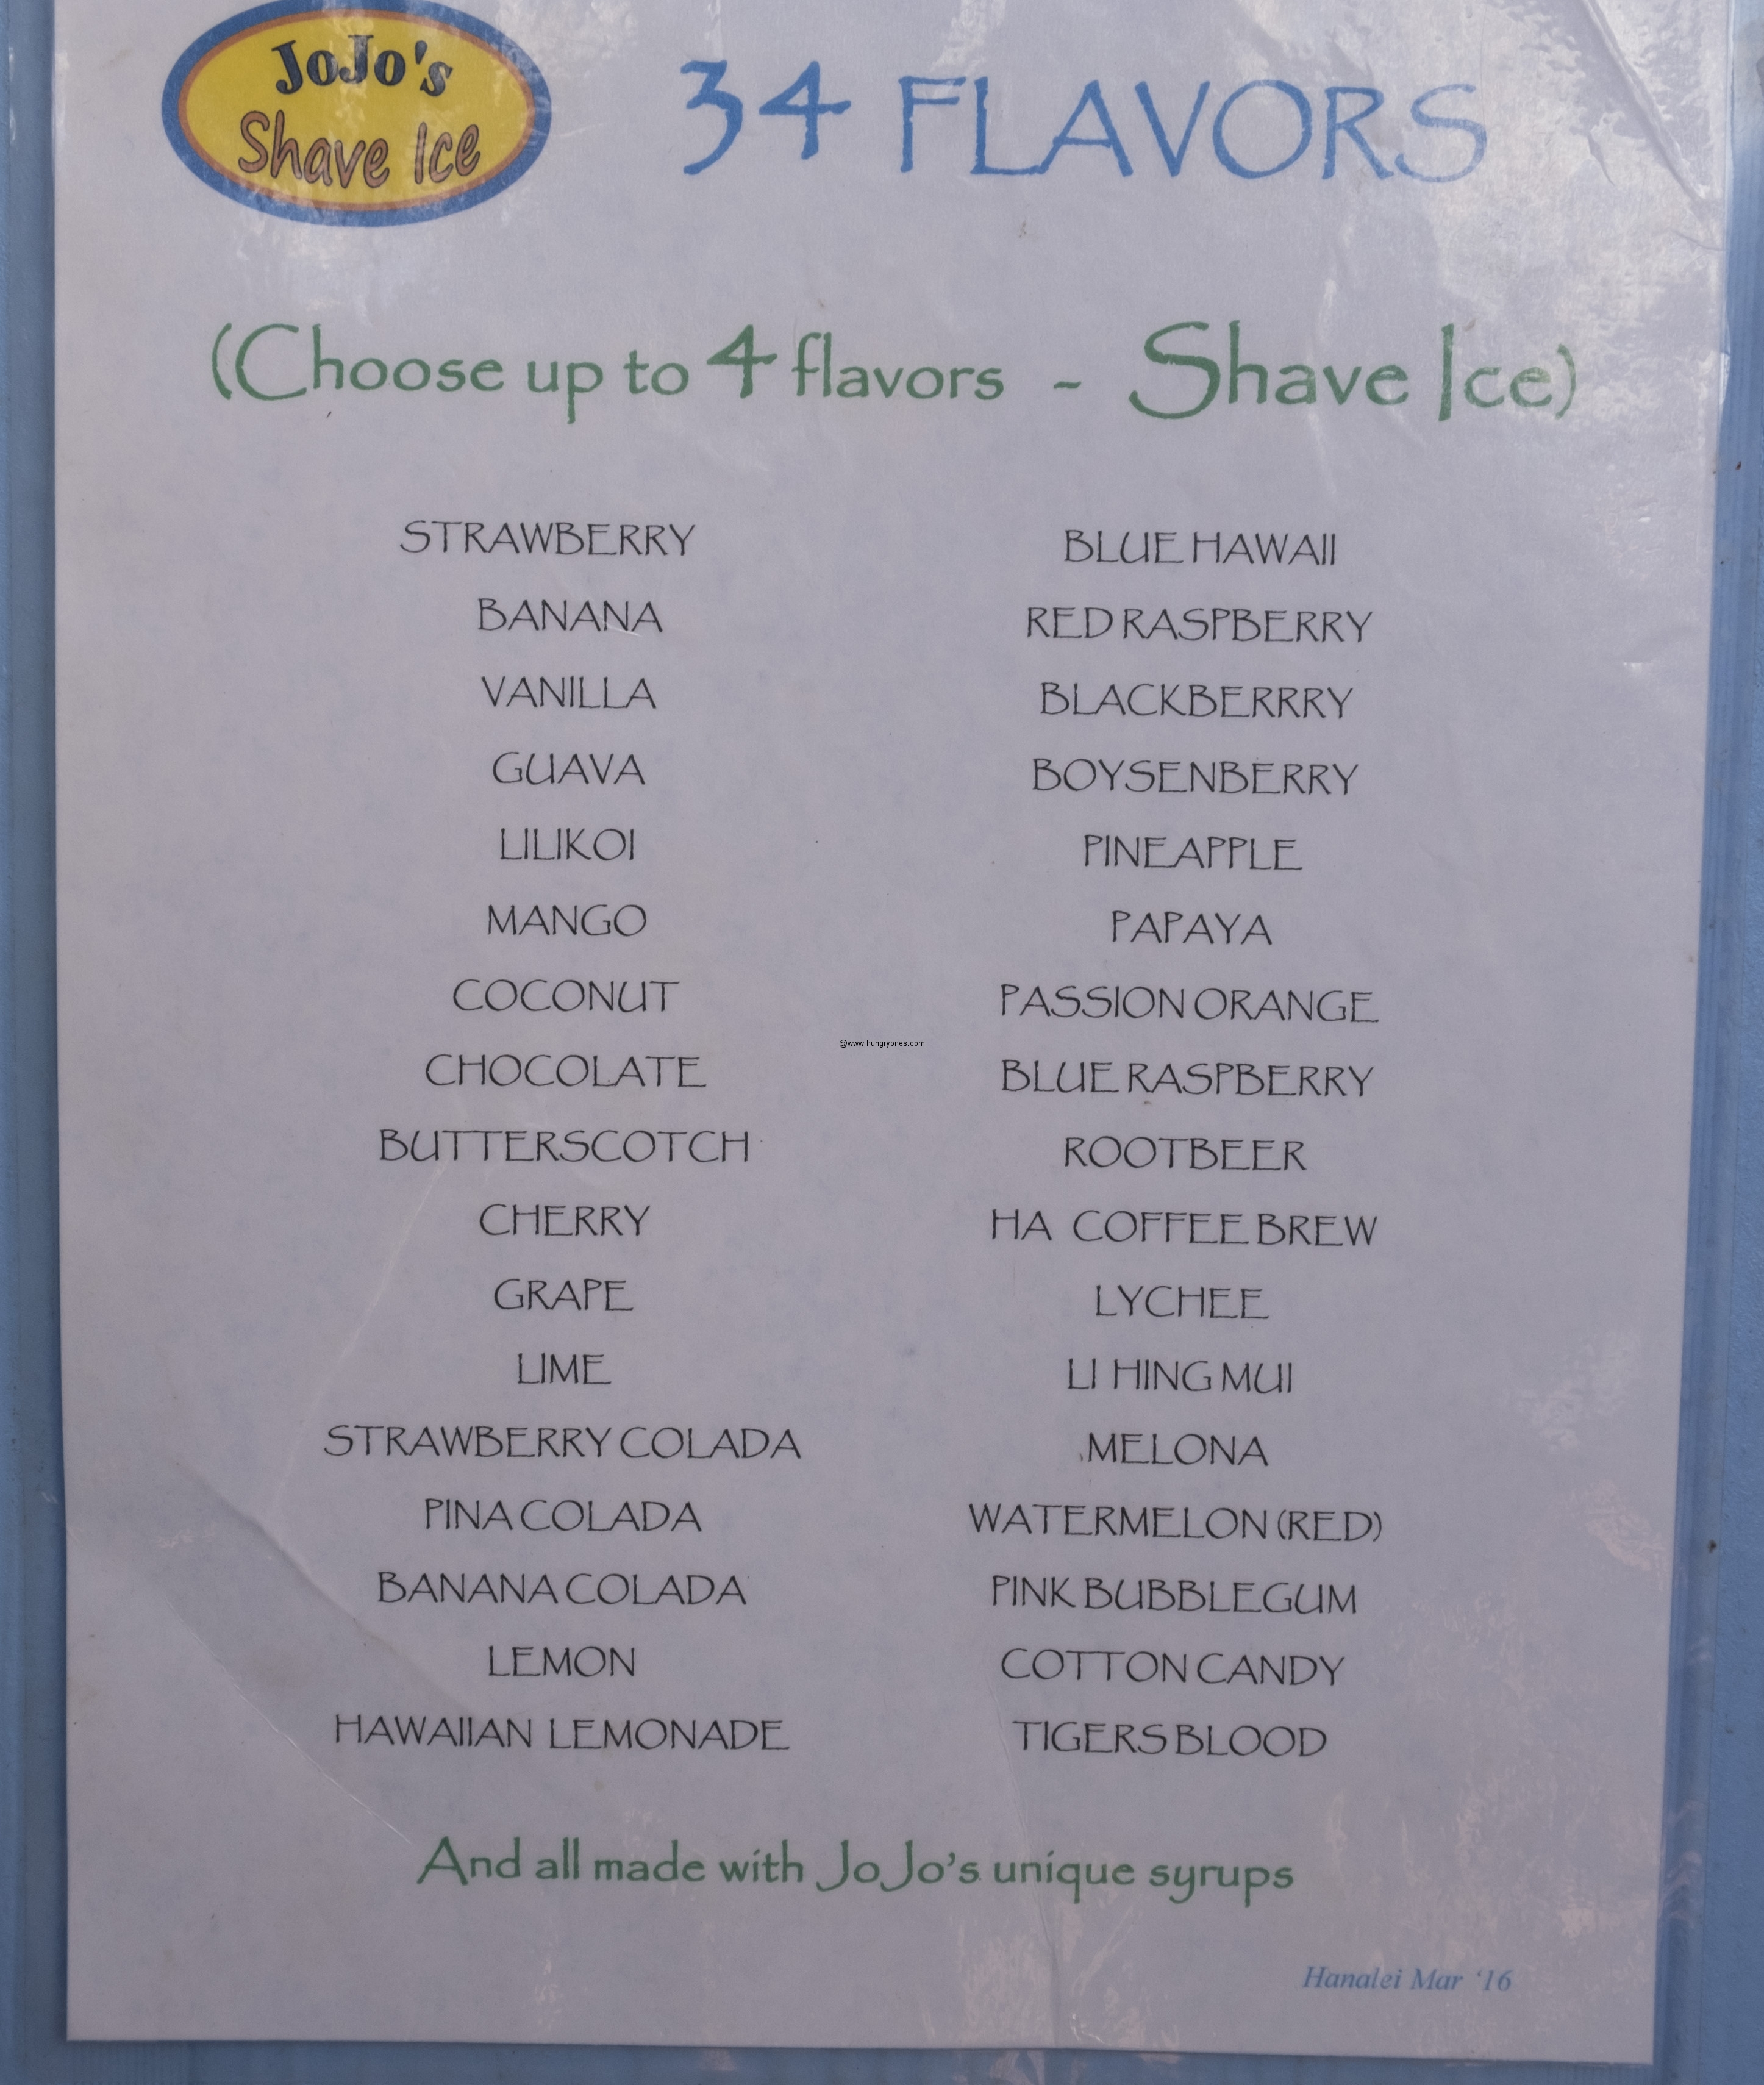 JoJo's
Shave Ice
34 FLAVORS
(Choose up to 4 flavors - Shave Ice)
STRAWBERRY
BANANA
VANILLA
GUAVA
LILIKOI
MANGO
COCONUT
CHOCOLATE
BUTTERSCOTCH
CHERRY
GRAPE
LIME
STRAWBERRY COLADA
PINA COLADA
BANANA COLADA
LEMON
HAWAIIAN LEMONADE
BLUE HAWAII
RED RASPBERRY
BLACKBERRRY
BOYSENBERRY
PINEAPPLE
PAPAYA
PASSION ORANGE
BLUE RASPBERRY
ROOTBEER
HA COFFEE BREW
LYCHEE
LI HING MUI
MELONA
WATERMELON (RED)
PINK BUBBLEGUM
COTTON CANDY
TIGERS BLOOD
@www.hungryones.com
And all made with JoJo's unique syrups
Hanalei Mar '16